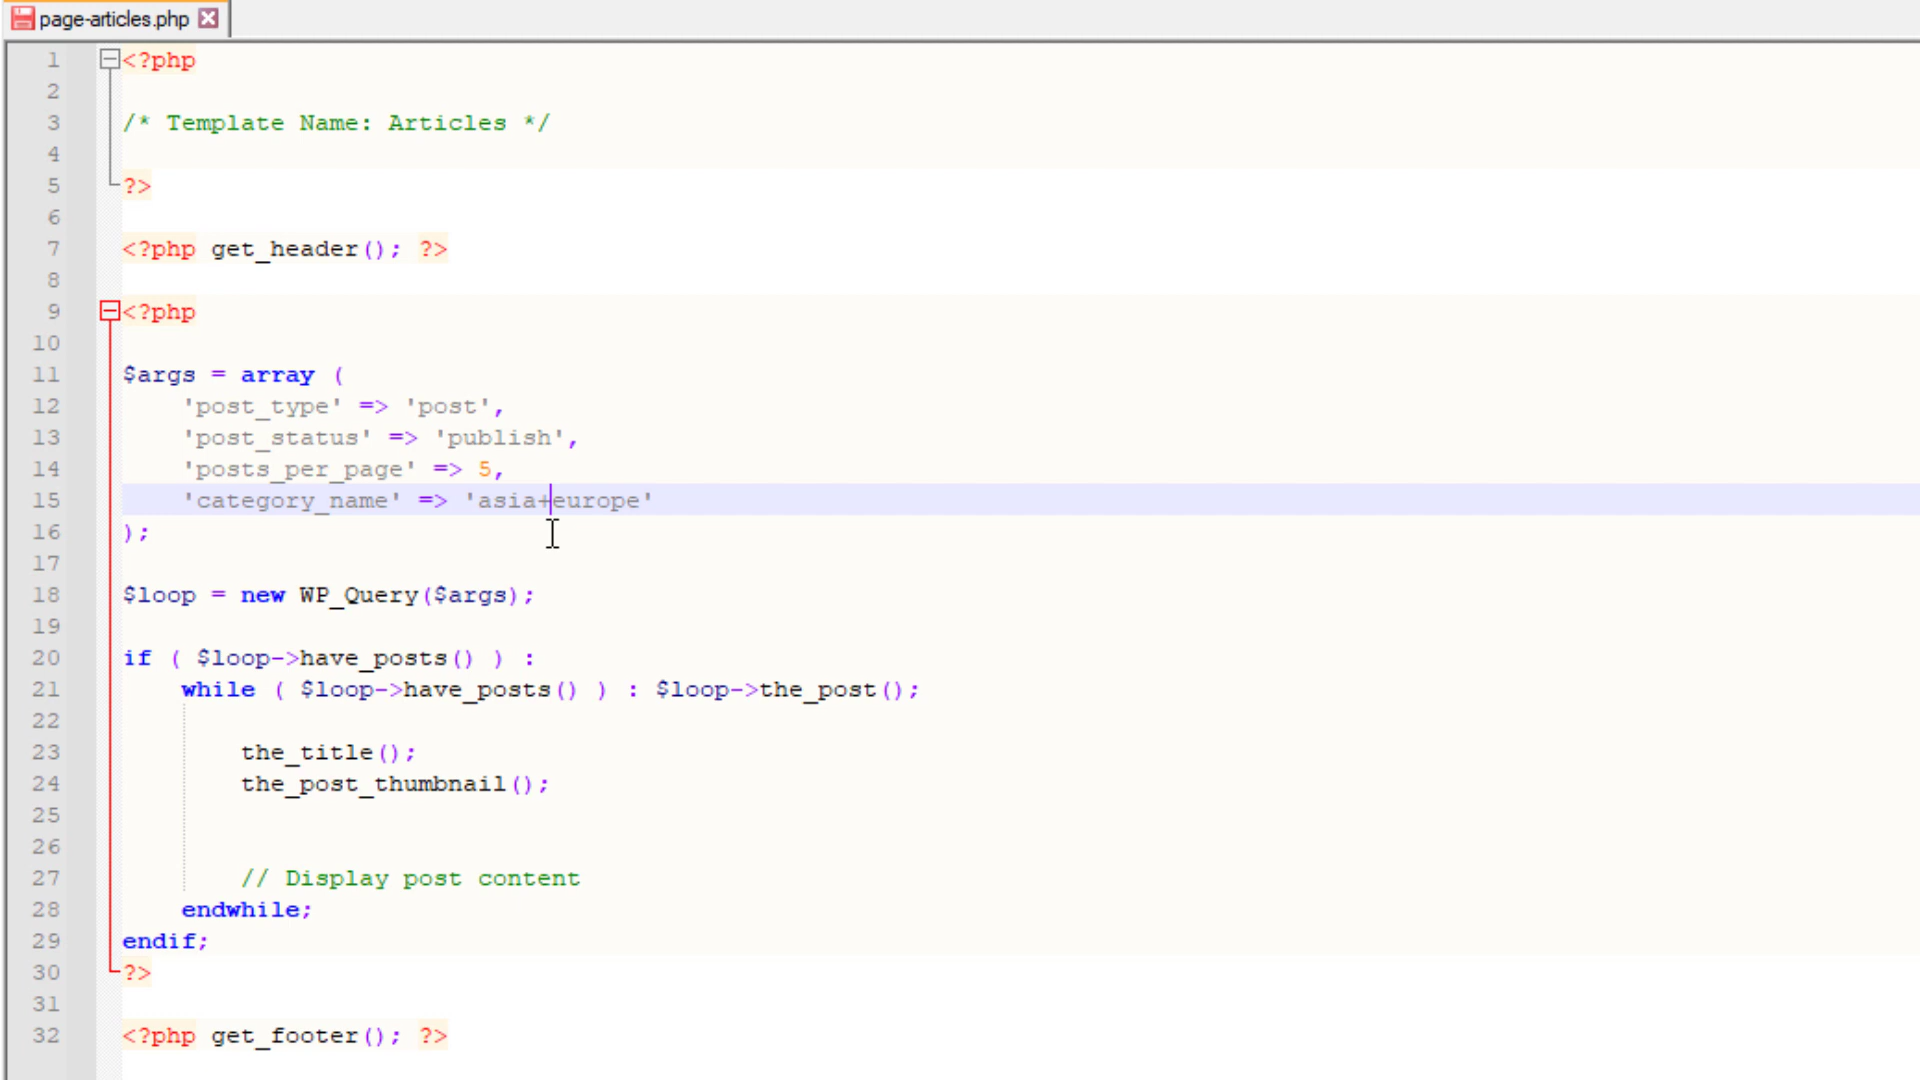 page-articles.php
1 <?php
2
3 /* Template Name: Articles */
4
5 ?>
6
7 <?php get_header(); ?>
8
9 <?php
10
11 $args = array (
12     'post_type' => 'post',
13     'post_status' => 'publish',
14     'posts_per_page' => 5,
15     'category_name' => 'asia+europe'
16 );
17
18 $loop = new WP_Query($args);
19
20 if ( $loop->have_posts() ) :
21     while ( $loop->have_posts() ) : $loop->the_post();
22
23         the_title();
24         the_post_thumbnail();
25
26
27         // Display post content
28     endwhile;
29 endif;
30 ?>
31
32 <?php get_footer(); ?>